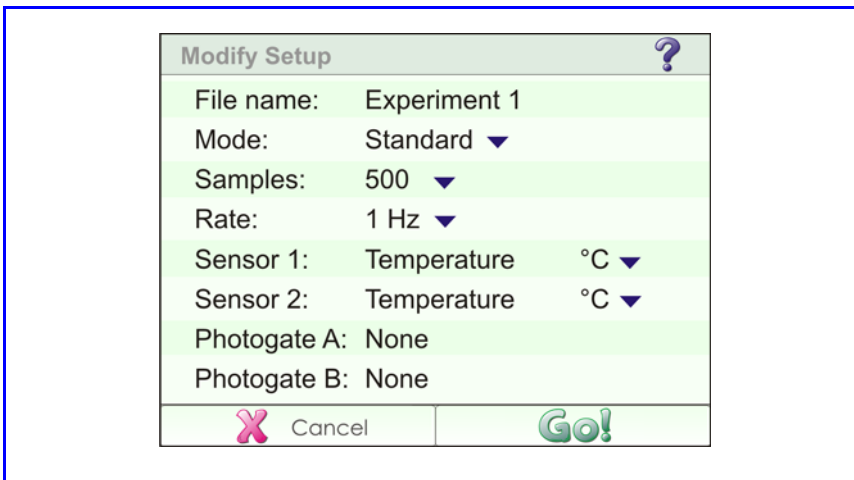 Modify Setup ?
File name: Experiment 1
Mode: Standard
Samples: 500
Rate: 1 Hz
Sensor 1: Temperature °C
Sensor 2: Temperature °C
Photogate A: None
Photogate B: None
X Cancel Go!